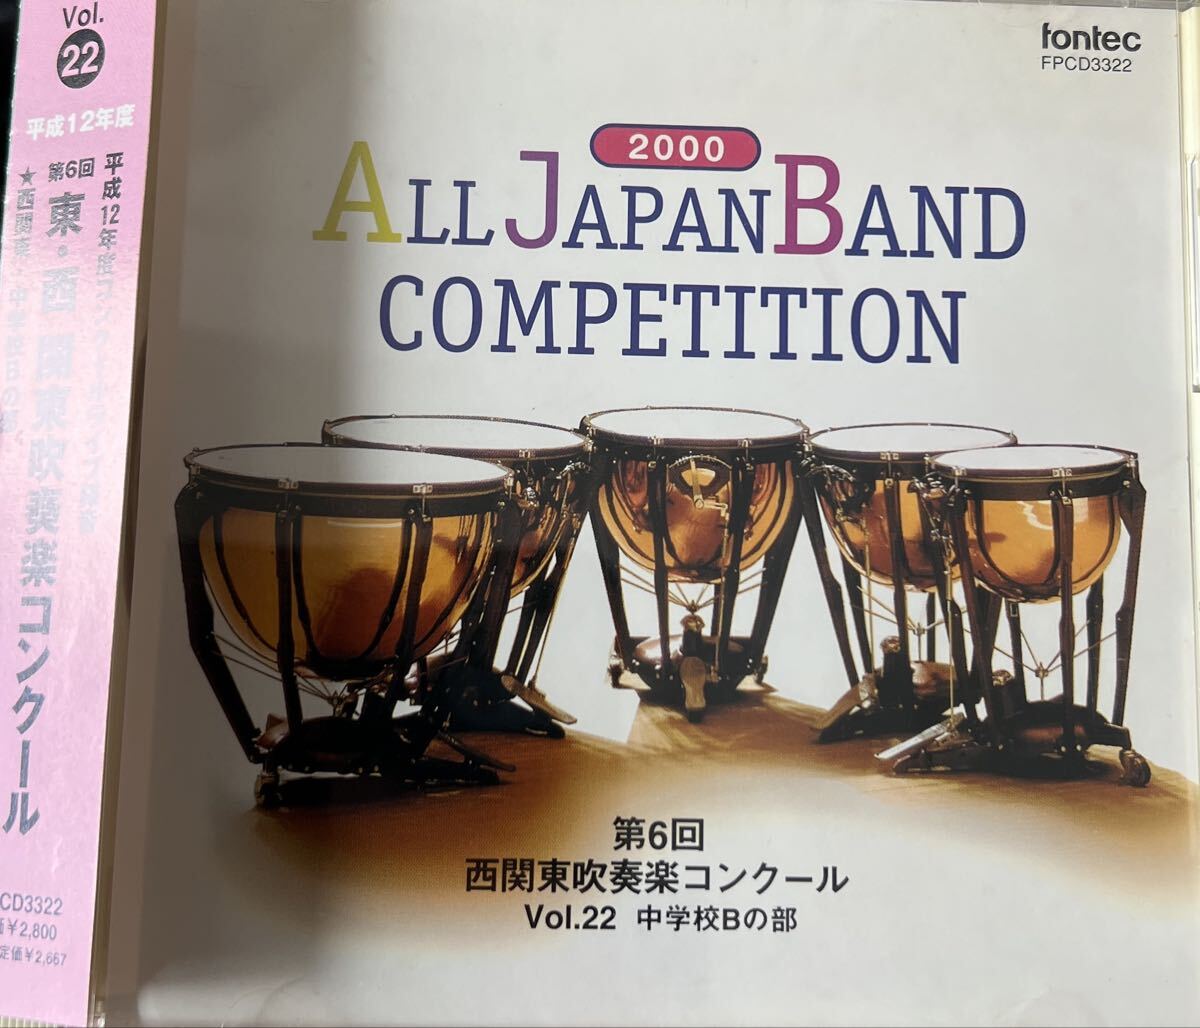 Vol.
22
平成12年度
平成12年度コンクールライブ録音
第6回 東・西関東吹奏楽コンクール
★西関東・中学校Bの部
CD3322
価¥2,800
定価¥2,667
fontec
FPCD3322
2000
ALL JAPAN BAND
COMPETITION
第6回
西関東吹奏楽コンクール
Vol.22 中学校Bの部